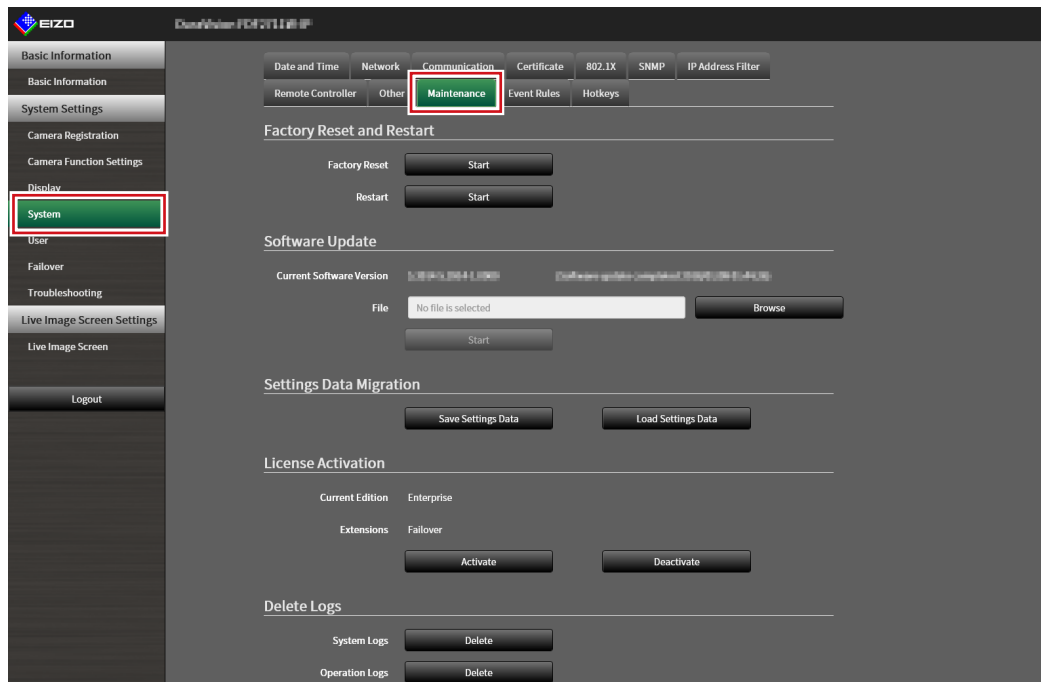 EIZO
Basic Information
Basic Information
System Settings
Camera Registration
Camera Function Settings
Display
System
User
Failover
Troubleshooting
Live Image Screen Settings
Live Image Screen
Logout
Date and Time Network Communication Certificate 802.1X SNMP IP Address Filter
Remote Controller Other Maintenance Event Rules Hotkeys
Factory Reset and Restart
Factory Reset Start
Restart Start
Software Update
Current Software Version
File No file is selected Browse
Start
Settings Data Migration
Save Settings Data Load Settings Data
License Activation
Current Edition Enterprise
Extensions Failover
Activate Deactivate
Delete Logs
System Logs Delete
Operation Logs Delete